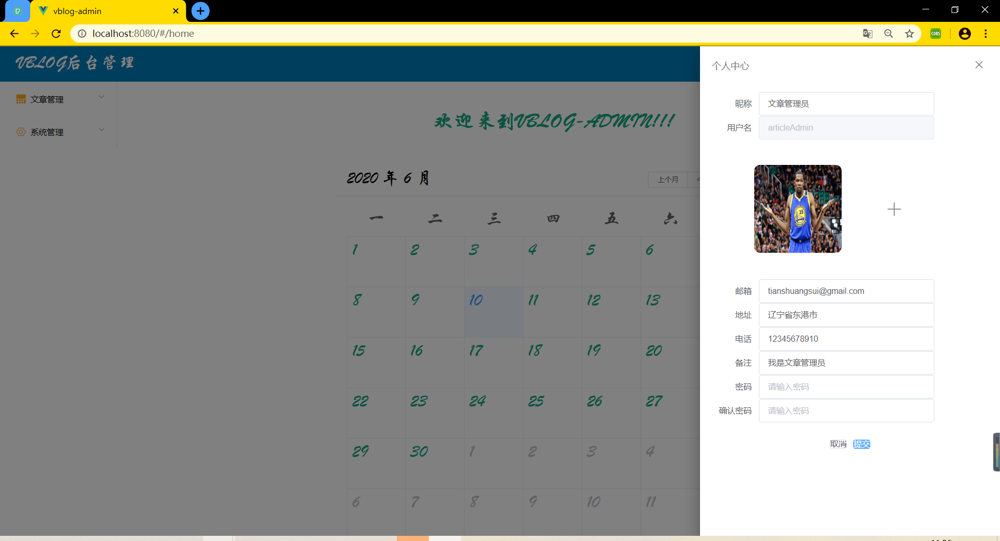 vblog-admin
localhost:8080/#/home
CORS
VBLOG后台管理
文章管理
系统管理
欢迎来到VBLOG-ADMIN!!!
2020 年 6 月
上个月
一 二 三 四 五 六
1 2 3 4 5 6
8 9 10 11 12 13
15 16 17 18 19 20
22 23 24 25 26 27
29 30 1 2 3 4
6 7 8 9 10 11
个人中心
昵称 文章管理员
用户名 articleAdmin
35
邮箱 tianshuangsui@gmail.com
地址 辽宁省东港市
电话 12345678910
备注 我是文章管理员
密码 请输入密码
确认密码 请输入密码
取消 提交